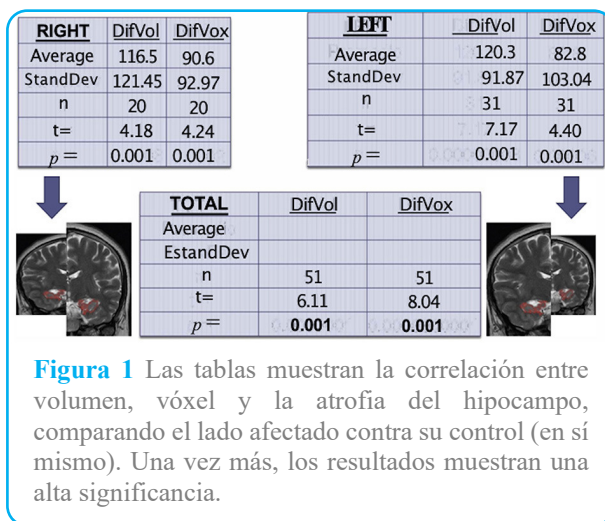 RIGHT DifVol DifVox
Average 116.5 90.6
StandDev 121.45 92.97
n 20 20
t= 4.18 4.24
p = 0.001 0.001
LEFT DifVol DifVox
Average 120.3 82.8
StandDev 91.87 103.04
n 31 31
t= 7.17 4.40
p = 0.001 0.001
TOTAL DifVol DifVox
Average
EstandDev
n 51 51
t= 6.11 8.04
p = 0.001 0.001
Figura 1 Las tablas muestran la correlación entre
volumen, vóxel y la atrofia del hipocampo,
comparando el lado afectado contra su control (en sí
mismo). Una vez más, los resultados muestran una
alta significancia.